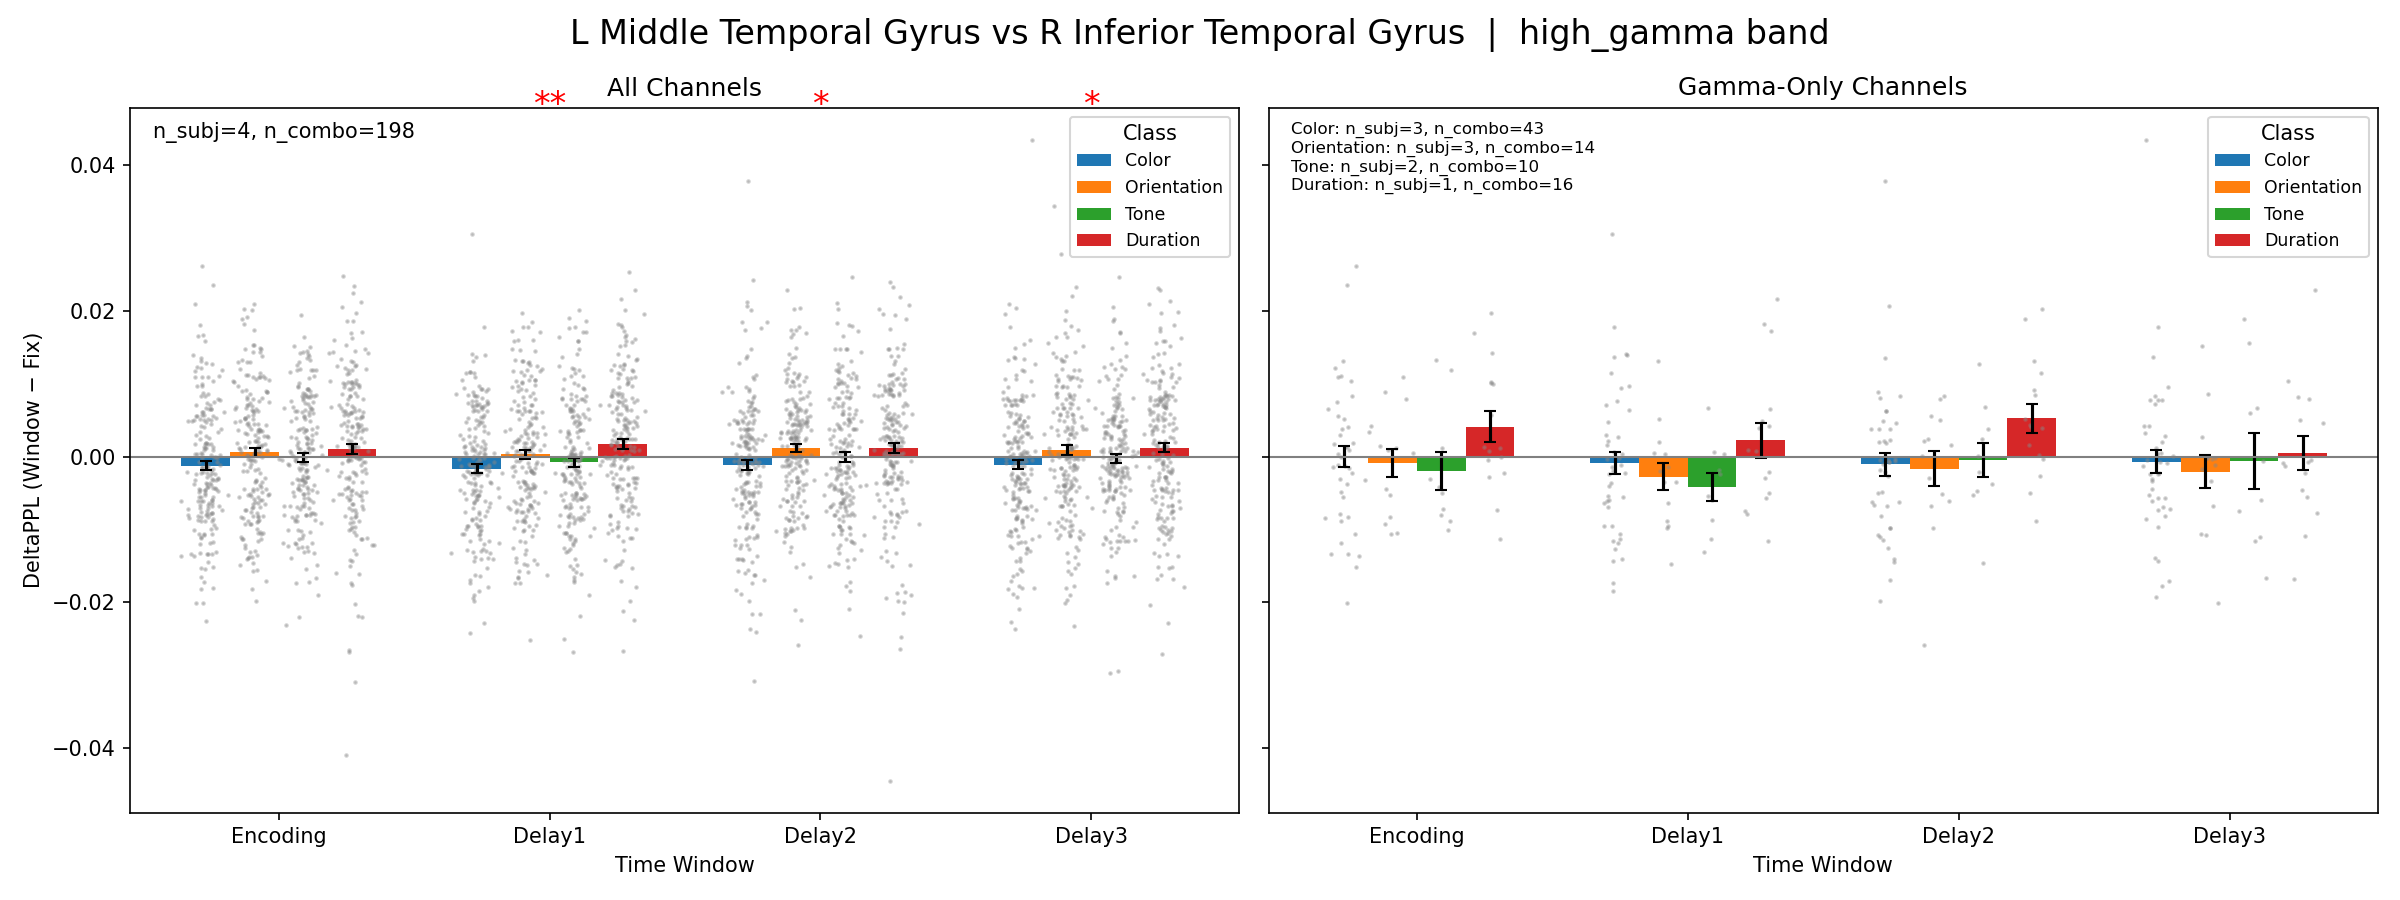 L Middle Temporal Gyrus vs R Inferior Temporal Gyrus | high_gamma band
All Channels
** * *
n_subj=4, n_combo=198
Class
Color
Orientation
Tone
Duration
DeltaPPL (Window − Fix)
0.04
0.02
0.00
−0.02
−0.04
Encoding Delay1 Delay2 Delay3
Time Window
Gamma-Only Channels
Color: n_subj=3, n_combo=43
Orientation: n_subj=3, n_combo=14
Tone: n_subj=2, n_combo=10
Duration: n_subj=1, n_combo=16
Class
Color
Orientation
Tone
Duration
Encoding Delay1 Delay2 Delay3
Time Window